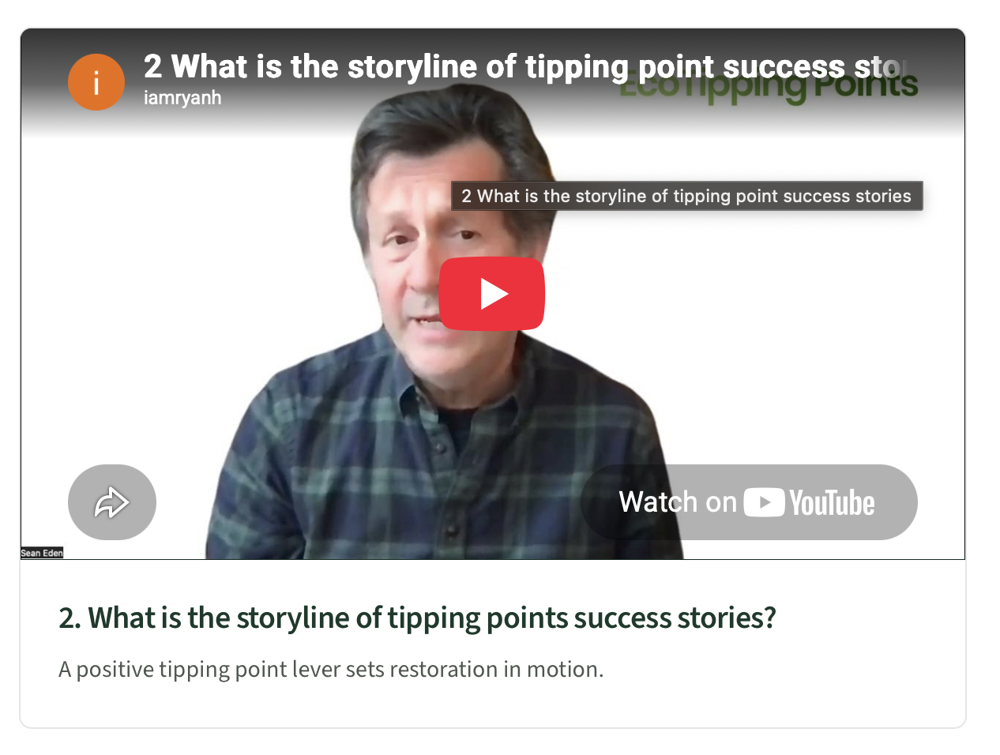 i
2 What is the storyline of tipping point success sto
iamryanh
EcoTipping Points
2 What is the storyline of tipping point success stories
Watch on YouTube
Sean Eden
2. What is the storyline of tipping points success stories?
A positive tipping point lever sets restoration in motion.